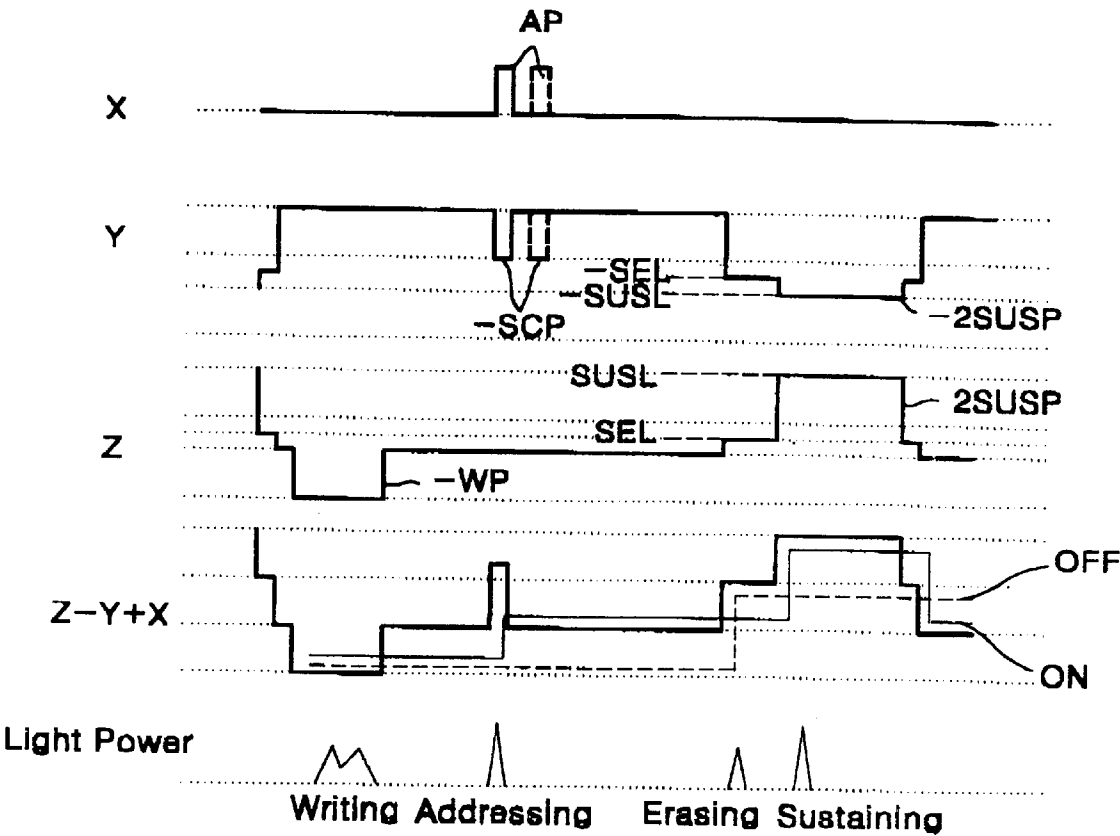 AP
X
Y
-SEL
-SUSL
-2SUSP
-SCP
SUSL
2SUSP
SEL
Z
-WP
OFF
Z-Y+X
ON
Light Power
Writing Addressing Erasing Sustaining